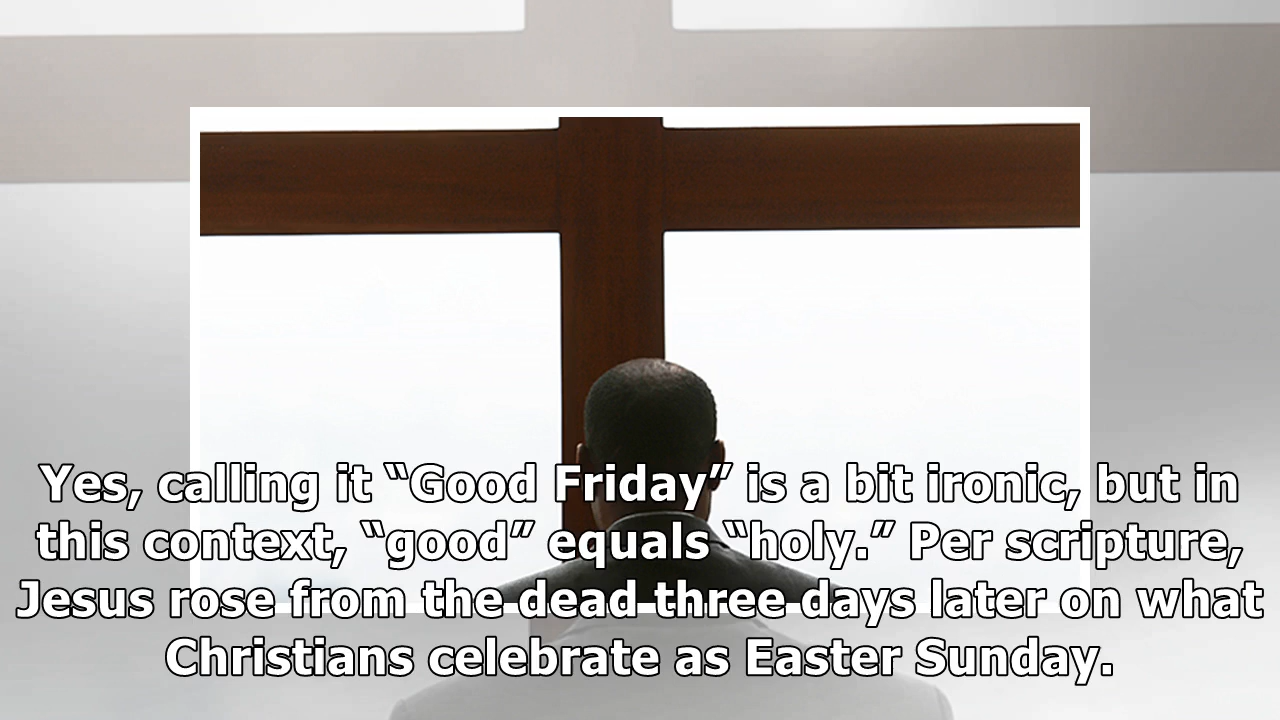 Yes, calling it “Good Friday” is a bit ironic, but in
this context, “good” equals “holy.” Per scripture,
Jesus rose from the dead three days later on what
Christians celebrate as Easter Sunday.